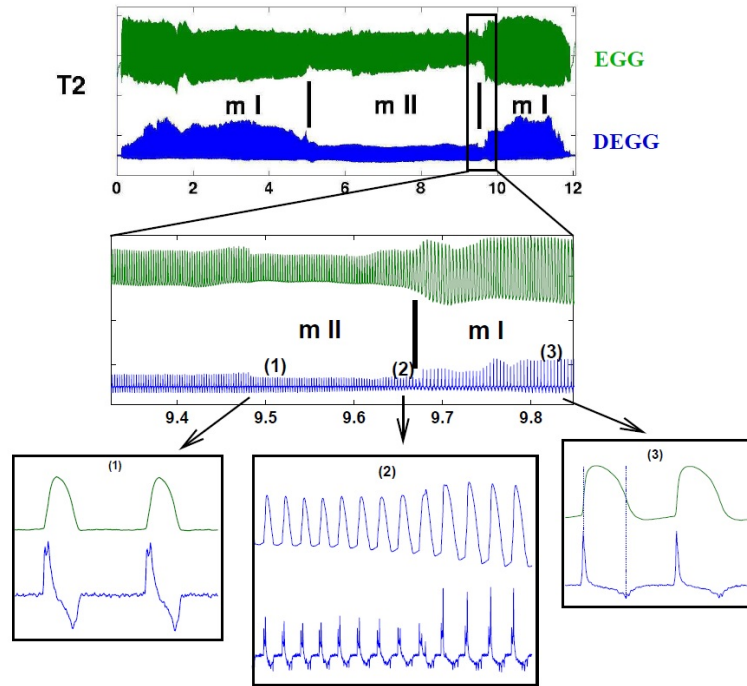 EGG
T2
m I
m II
m I
DEGG
0 2 4 6 8 10 12
m II
m I
(1)
(2)
(3)
9.4 9.5 9.6 9.7 9.8
(1)
(2)
(3)